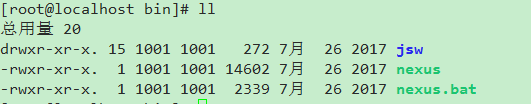 [root@localhost bin]# ll
总用量 20
drwxr-xr-x. 15 1001 1001   272 7月  26 2017 jsw
-rwxr-xr-x.  1 1001 1001 14602 7月  26 2017 nexus
-rwxr-xr-x.  1 1001 1001  2339 7月  26 2017 nexus.bat